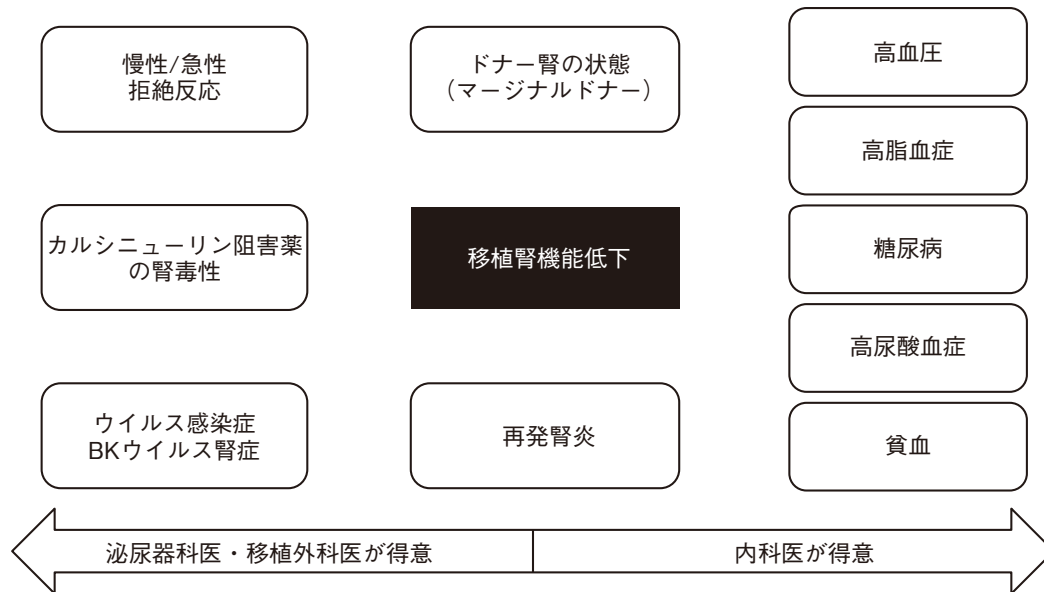 慢性/急性
拒絶反応
ドナー腎の状態
（マージナルドナー）
高血圧
高脂血症
カルシニューリン阻害薬
の腎毒性
移植腎機能低下
糖尿病
高尿酸血症
ウイルス感染症
BKウイルス腎症
再発腎炎
貧血
泌尿器科医・移植外科医が得意
内科医が得意